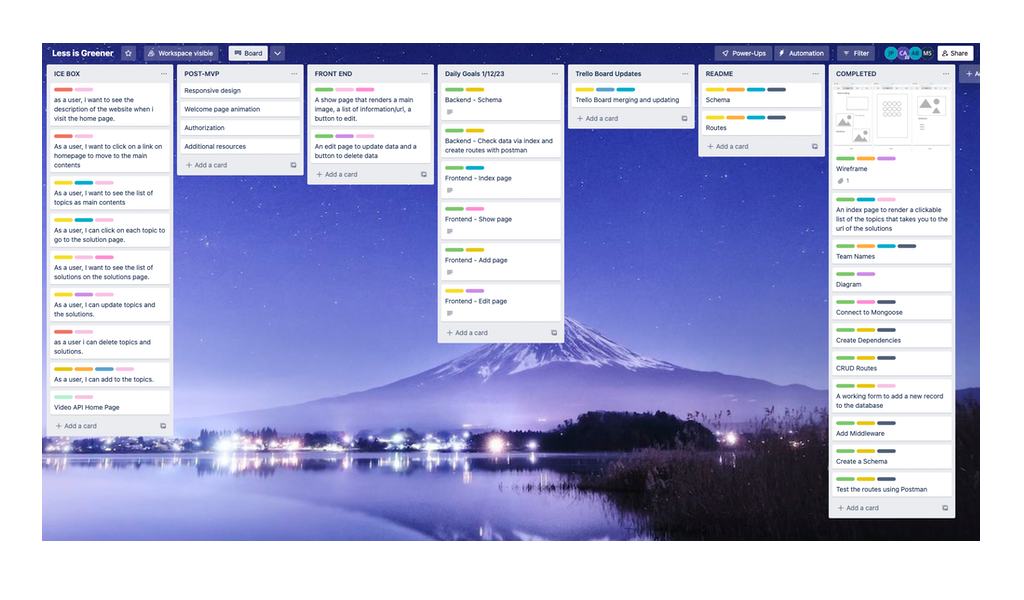 Less is Greener
Workspace visible
Board
Power-Ups
Automation
Filter
JP
CA
AB
MS
Share
ICE BOX
as a user, i want to see the
description of the website when i
visit the home page.
As a user, I want to click on a link on
homepage to move to the main
contents
As a user, I want to see the list of
topics as main contents
As a user, I can click on each topic to
go to the solution page.
As a user, I want to see the list of
solutions on the solutions page.
As a user, I can update topics and
the solutions.
as a user i can delete topics and
solutions.
As a user, I can add to the topics.
Video API Home Page
+ Add a card
POST-MVP
Responsive design
Welcome page animation
Authorization
Additional resources
+ Add a card
FRONT END
A show page that renders a main
image, a list of information/url, a
button to edit.
An edit page to update data and a
button to delete data
+ Add a card
Daily Goals 1/12/23
Backend - Schema
Backend - Check data via index and
create routes with postman
Frontend - Index page
Frontend - Show page
Frontend - Add page
Frontend - Edit page
+ Add a card
Trello Board Updates
Trello Board merging and updating
+ Add a card
README
Schema
Routes
+ Add a card
COMPLETED
Wireframe
1
An index page to render a clickable
list of the topics that takes you to the
url of the solutions
Team Names
Diagram
Connect to Mongoose
Create Dependencies
CRUD Routes
A working form to add a new record
to the database
Add Middleware
Create a Schema
Test the routes using Postman
+ Add a card